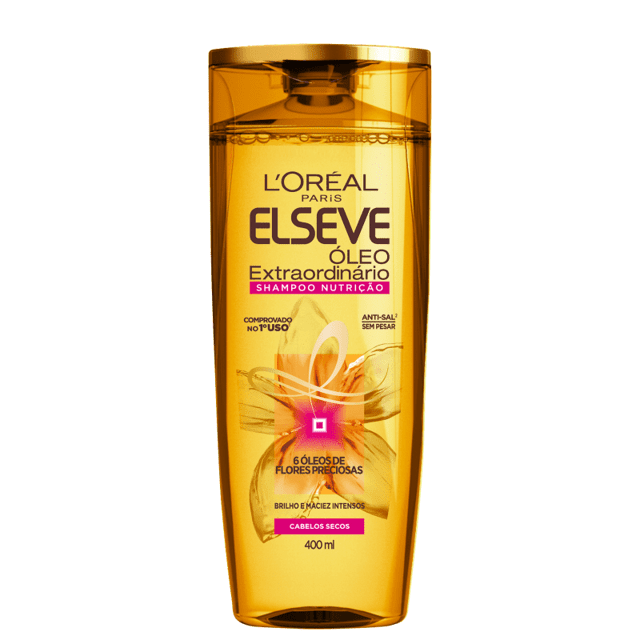 L'ORÉAL
PARIS
ELSEVE
ÓLEO
Extraordinário
SHAMPOO NUTRIÇÃO
COMPROVADO
NO 1º USO
ANTI-SAL²
SEM PESAR
6 ÓLEOS DE
FLORES PRECIOSAS
BRILHO E MACIEZ INTENSOS
CABELOS SECOS
400 ml